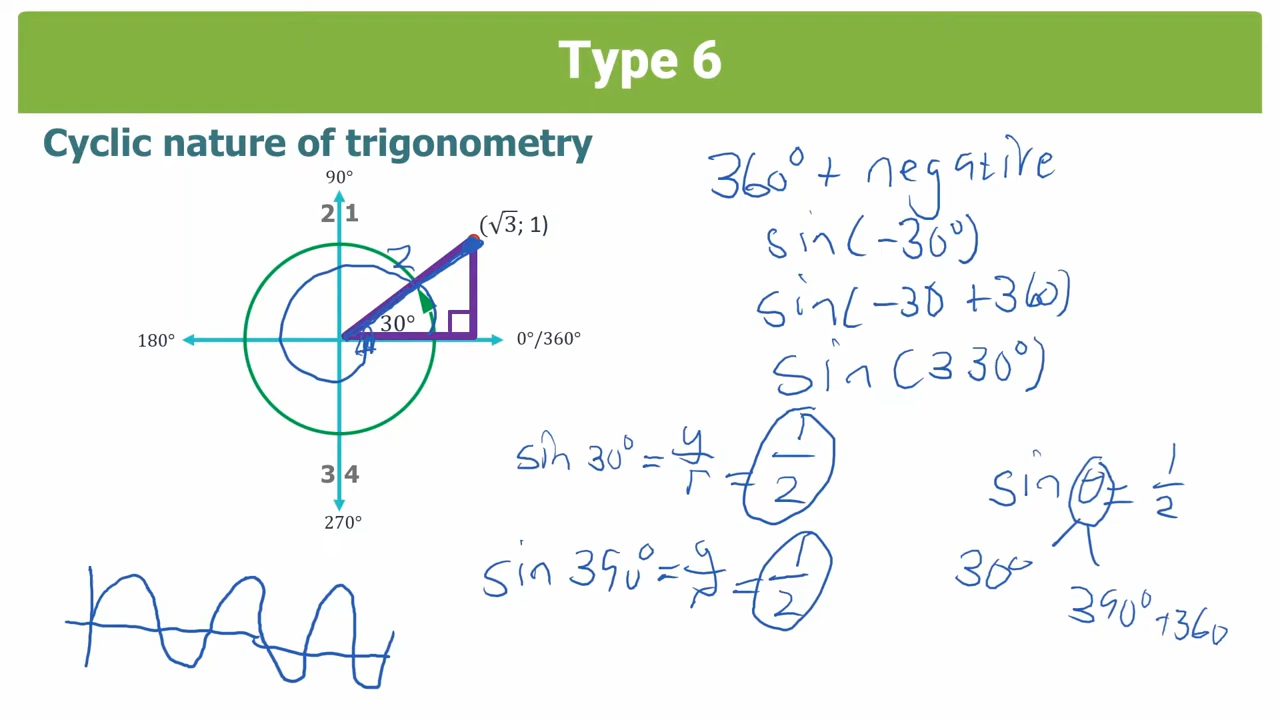 Type 6
Cyclic nature of trigonometry
90°
2 1
(√3; 1)
2
30°
180°
0°/360°
3 4
270°
360° + negative
sin(-30°)
sin(-30 +360)
sin(330°)
sin 30° = y/r = 1/2
sin 390° = y/r = 1/2
sin θ = 1/2
30°
390° +360